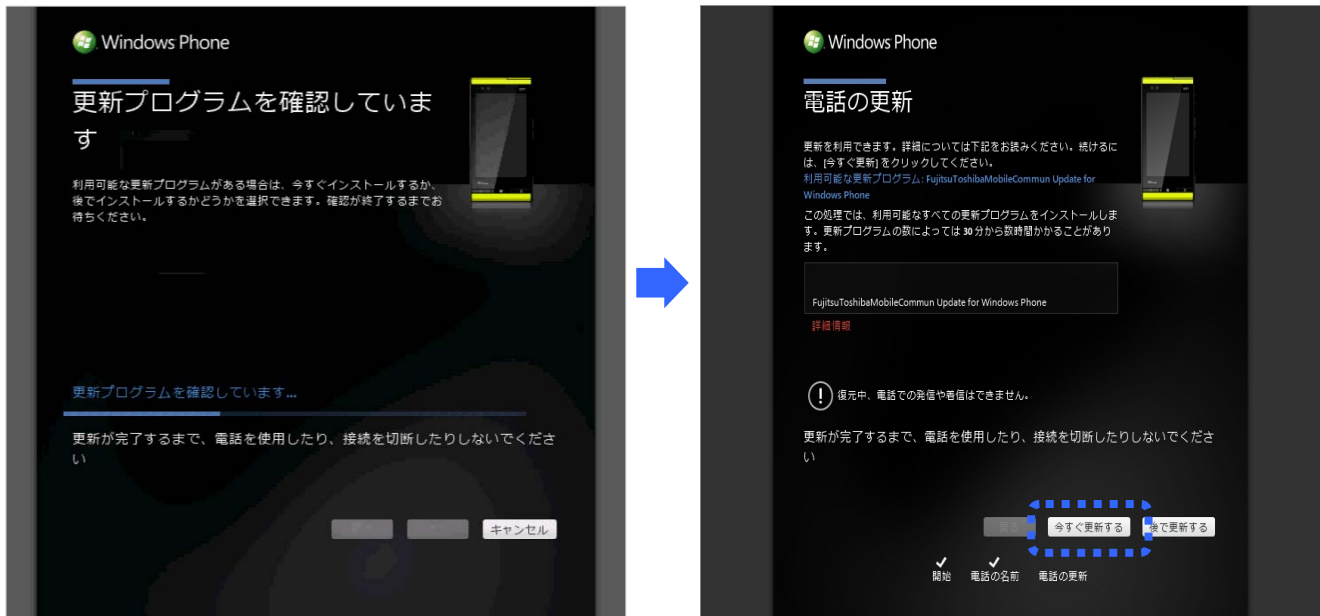 Windows Phone
更新プログラムを確認していま
す
利用可能な更新プログラムがある場合は、今すぐインストールするか、
後でインストールするかどうかを選択できます。確認が終了するまでお
待ちください。
更新プログラムを確認しています...
更新が完了するまで、電話を使用したり、接続を切断したりしないでくださ
い
キャンセル
Windows Phone
電話の更新
更新を利用できます。詳細については下記をお読みください。続けるに
は、[今すぐ更新] をクリックしてください。
利用可能な更新プログラム: FujitsuToshibaMobileCommun Update for
Windows Phone
この処理では、利用可能なすべての更新プログラムをインストールしま
す。更新プログラムの数によっては 30 分から数時間かかることがあり
ます。
FujitsuToshibaMobileCommun Update for Windows Phone
詳細情報
復元中、電話での発信や着信はできません。
更新が完了するまで、電話を使用したり、接続を切断したりしないでくださ
い
戻る 今すぐ更新する 後で更新する
開始 電話の名前 電話の更新